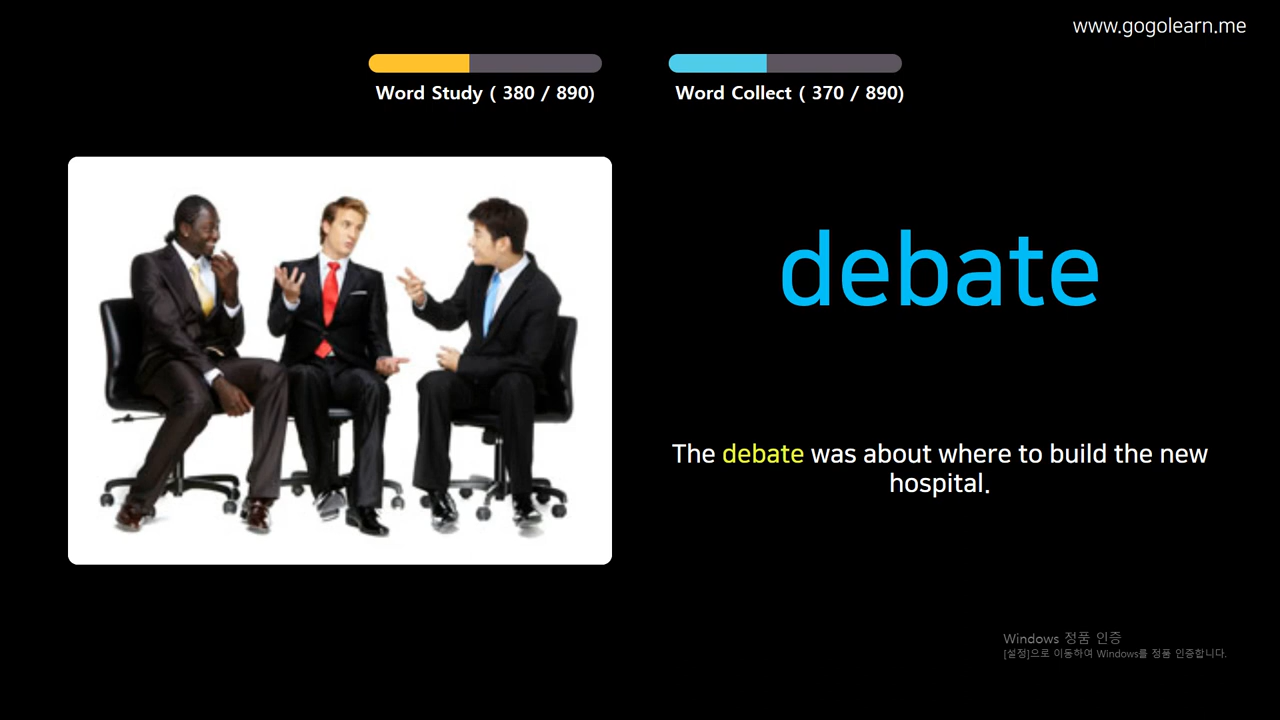 www.gogolearn.me
Word Study ( 380 / 890)
Word Collect ( 370 / 890)
debate
The debate was about where to build the new
hospital.
Windows 정품 인증
[설정]으로 이동하여 Windows를 정품 인증합니다.